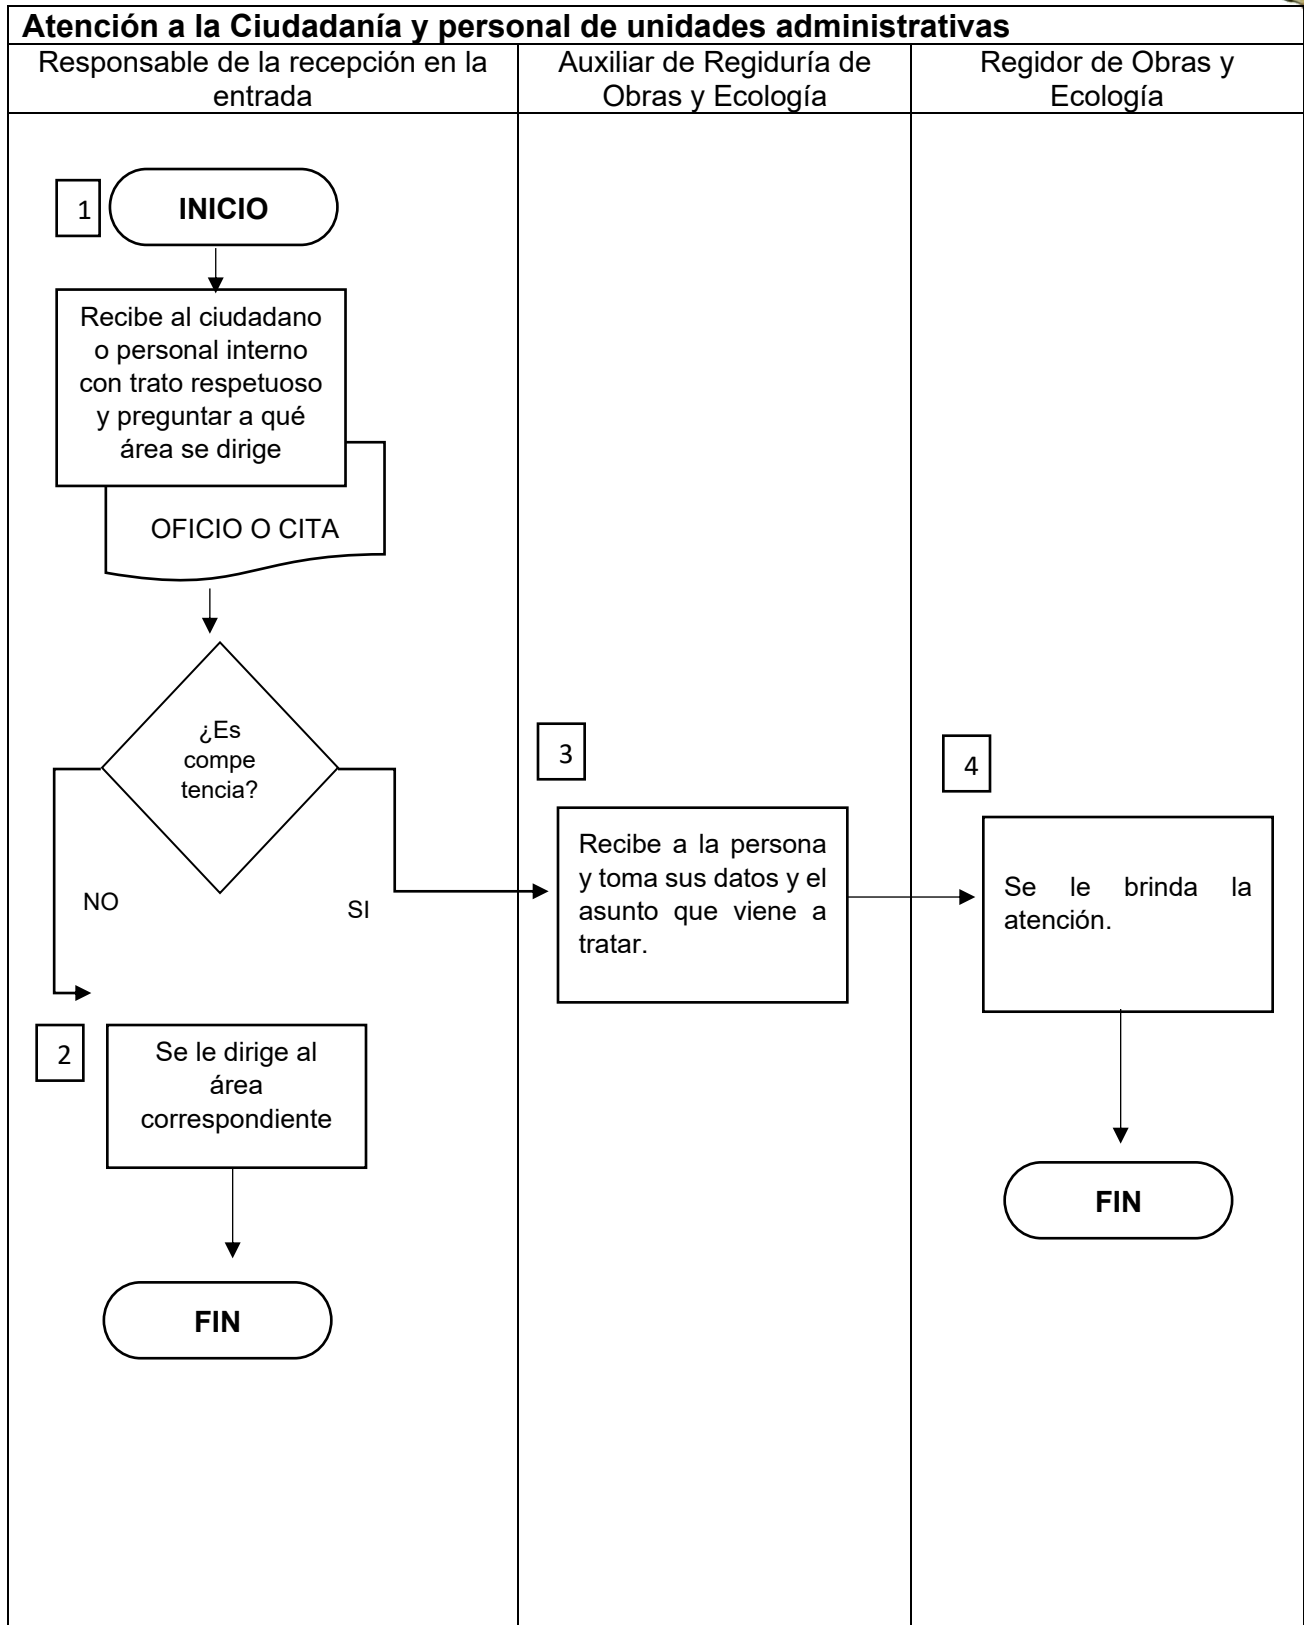 Atención a la Ciudadanía y personal de unidades administrativas
Responsable de la recepción en la
entrada
Auxiliar de Regiduría de
Obras y Ecología
Regidor de Obras y
Ecología
1
INICIO
Recibe al ciudadano
o personal interno
con trato respetuoso
y preguntar a qué
área se dirige
OFICIO O CITA
¿Es
compe
tencia?
NO
SI
2
Se le dirige al
área
correspondiente
FIN
3
Recibe a la persona
y toma sus datos y el
asunto que viene a
tratar.
4
Se le brinda la
atención.
FIN